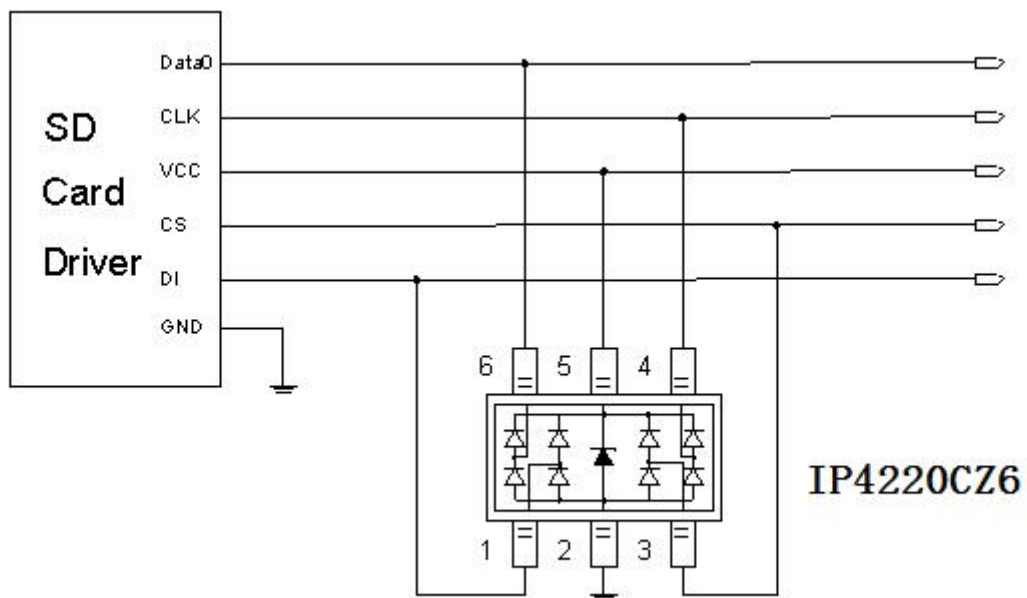 Data0
SD
CLK
VCC
Card
CS
Driver
DI
GND
6 5 4
IP4220CZ6
1 2 3